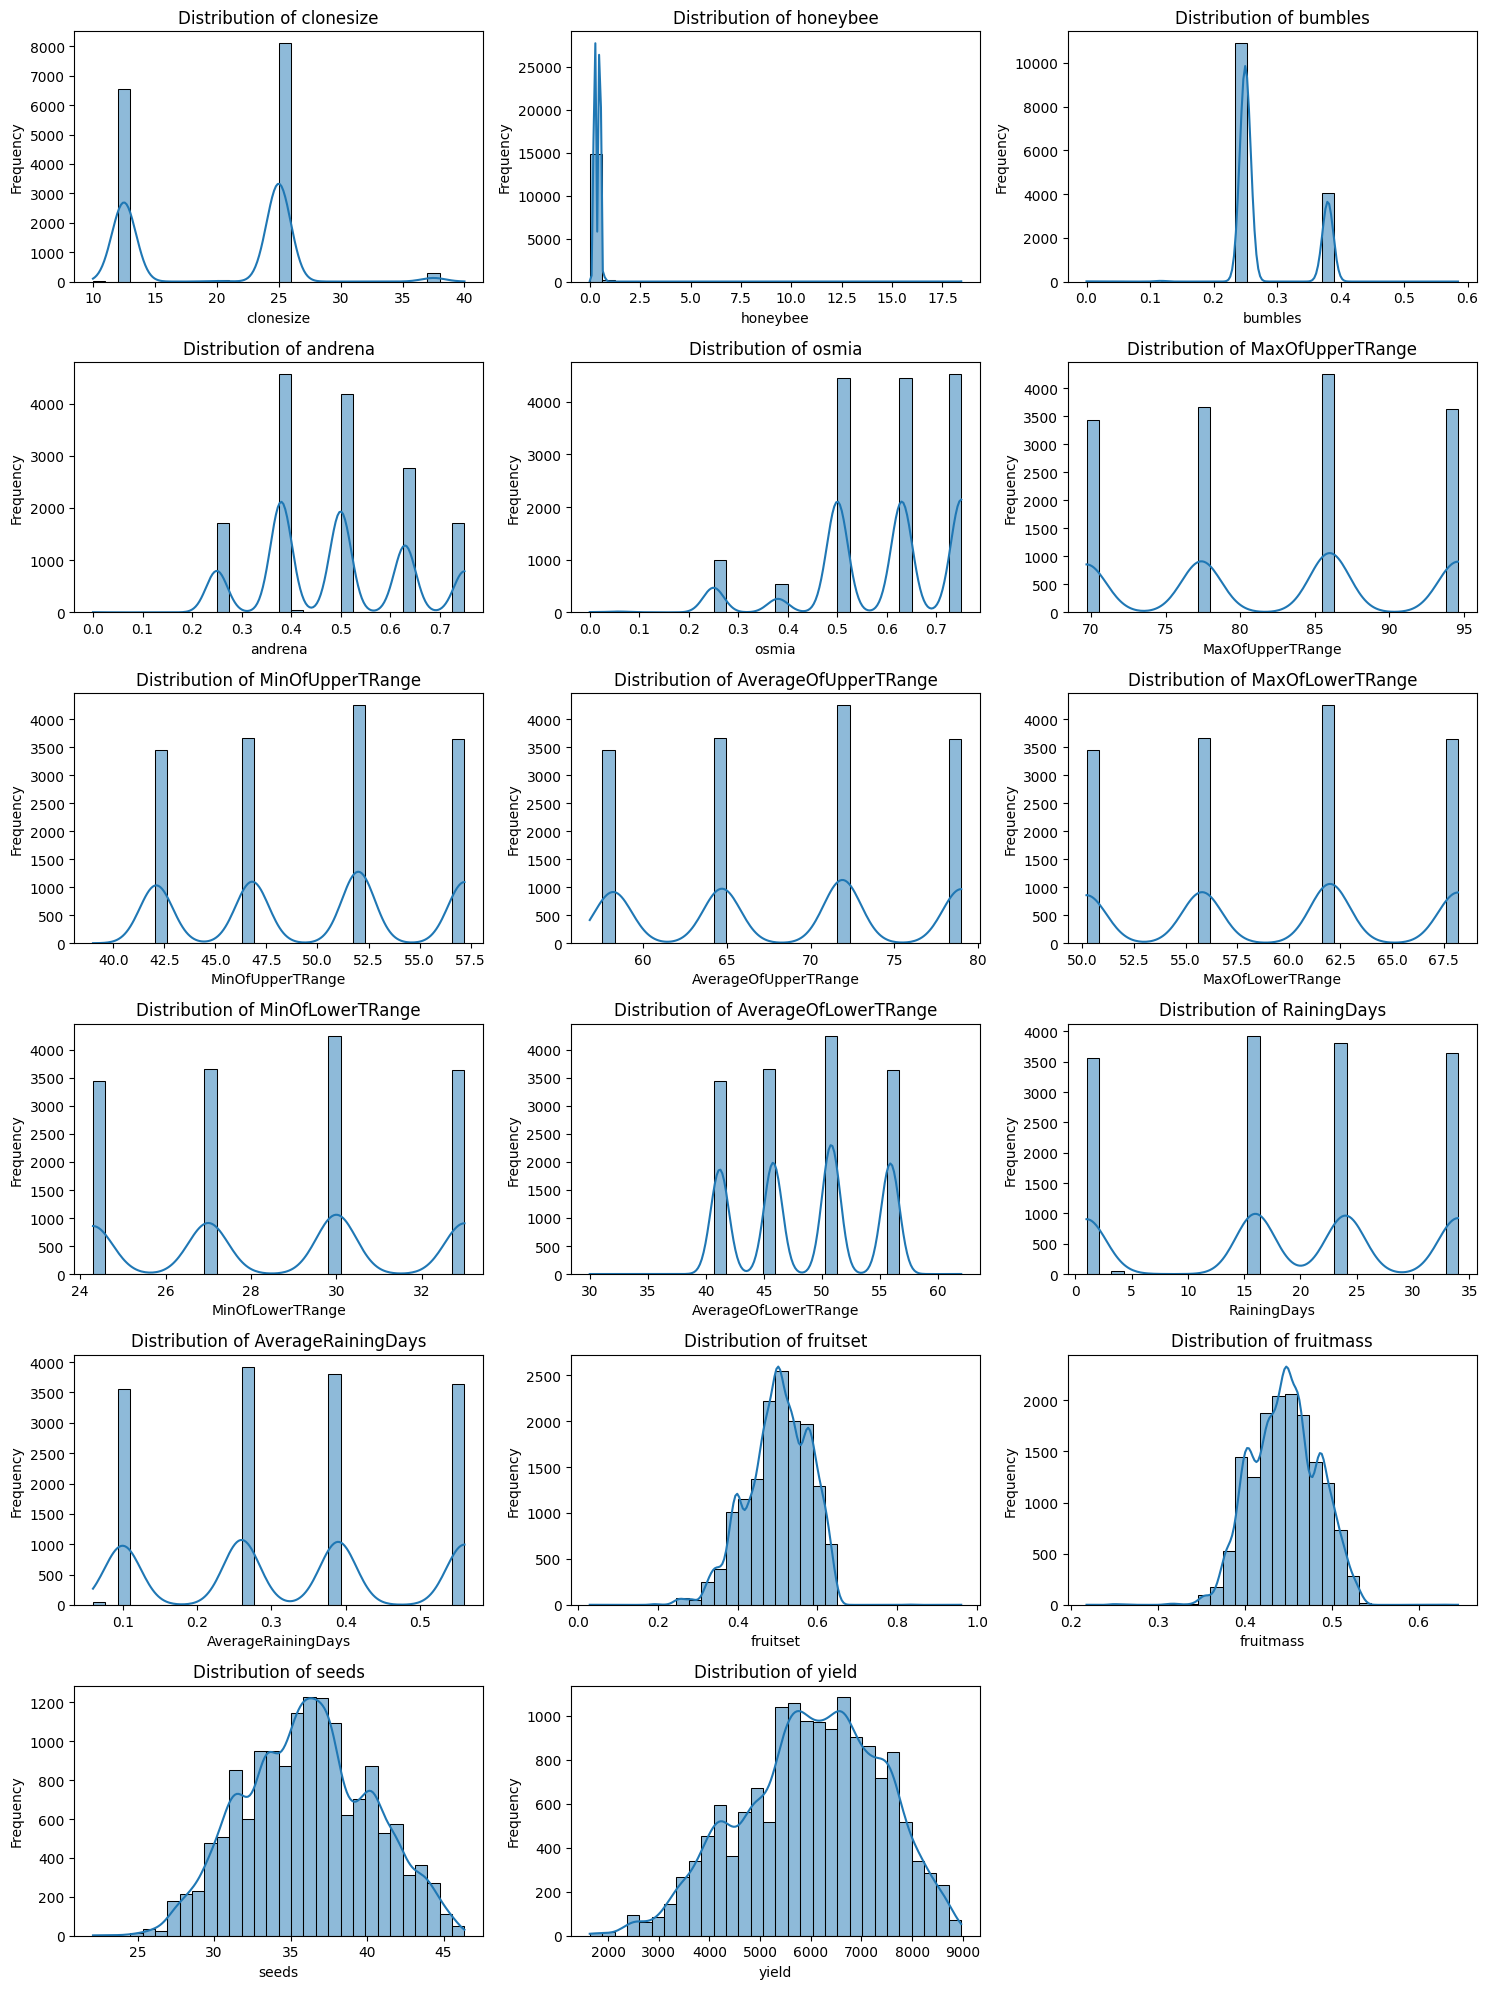 Distribution of clonesize
Frequency
8000
7000
6000
5000
4000
3000
2000
1000
0
10 15 20 25 30 35 40
clonesize
Distribution of honeybee
Frequency
25000
20000
15000
10000
5000
0
0.0 2.5 5.0 7.5 10.0 12.5 15.0 17.5
honeybee
Distribution of bumbles
Frequency
10000
8000
6000
4000
2000
0
0.0 0.1 0.2 0.3 0.4 0.5 0.6
bumbles
Distribution of andrena
Frequency
4000
3000
2000
1000
0
0.0 0.1 0.2 0.3 0.4 0.5 0.6 0.7
andrena
Distribution of osmia
Frequency
4000
3000
2000
1000
0
0.0 0.1 0.2 0.3 0.4 0.5 0.6 0.7
osmia
Distribution of MaxOfUpperTRange
Frequency
4000
3500
3000
2500
2000
1500
1000
500
0
70 75 80 85 90 95
MaxOfUpperTRange
Distribution of MinOfUpperTRange
Frequency
4000
3500
3000
2500
2000
1500
1000
500
0
40.0 42.5 45.0 47.5 50.0 52.5 55.0 57.5
MinOfUpperTRange
Distribution of AverageOfUpperTRange
Frequency
4000
3500
3000
2500
2000
1500
1000
500
0
60 65 70 75 80
AverageOfUpperTRange
Distribution of MaxOfLowerTRange
Frequency
4000
3500
3000
2500
2000
1500
1000
500
0
50.0 52.5 55.0 57.5 60.0 62.5 65.0 67.5
MaxOfLowerTRange
Distribution of MinOfLowerTRange
Frequency
4000
3500
3000
2500
2000
1500
1000
500
0
24 26 28 30 32
MinOfLowerTRange
Distribution of AverageOfLowerTRange
Frequency
4000
3500
3000
2500
2000
1500
1000
500
0
30 35 40 45 50 55 60
AverageOfLowerTRange
Distribution of RainingDays
Frequency
4000
3500
3000
2500
2000
1500
1000
500
0
0 5 10 15 20 25 30 35
RainingDays
Distribution of AverageRainingDays
Frequency
4000
3500
3000
2500
2000
1500
1000
500
0
0.1 0.2 0.3 0.4 0.5
AverageRainingDays
Distribution of fruitset
Frequency
2500
2000
1500
1000
500
0
0.0 0.2 0.4 0.6 0.8 1.0
fruitset
Distribution of fruitmass
Frequency
2000
1500
1000
500
0
0.2 0.3 0.4 0.5 0.6
fruitmass
Distribution of seeds
Frequency
1200
1000
800
600
400
200
0
25 30 35 40 45
seeds
Distribution of yield
Frequency
1000
800
600
400
200
0
2000 3000 4000 5000 6000 7000 8000 9000
yield